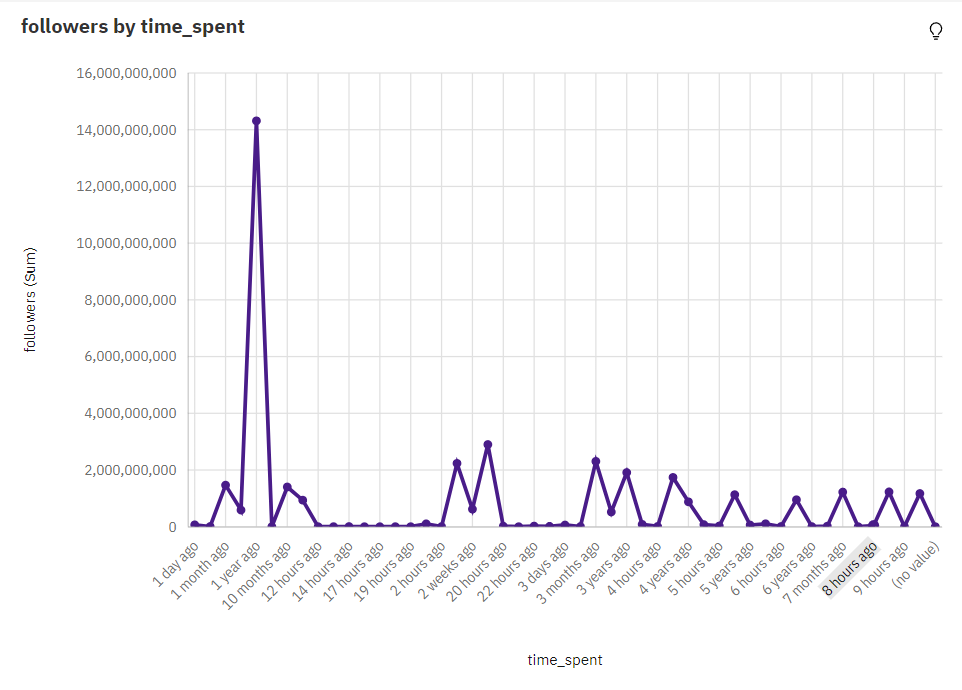 followers by time_spent
16,000,000,000
14,000,000,000
12,000,000,000
10,000,000,000
8,000,000,000
6,000,000,000
4,000,000,000
2,000,000,000
0
followers (Sum)
1 day ago
1 month ago
1 year ago
10 months ago
12 hours ago
14 hours ago
17 hours ago
19 hours ago
2 hours ago
2 weeks ago
20 hours ago
22 hours ago
3 days ago
3 months ago
3 years ago
4 hours ago
4 years ago
5 hours ago
5 years ago
6 hours ago
6 years ago
7 months ago
8 hours ago
9 hours ago
(no value)
time_spent